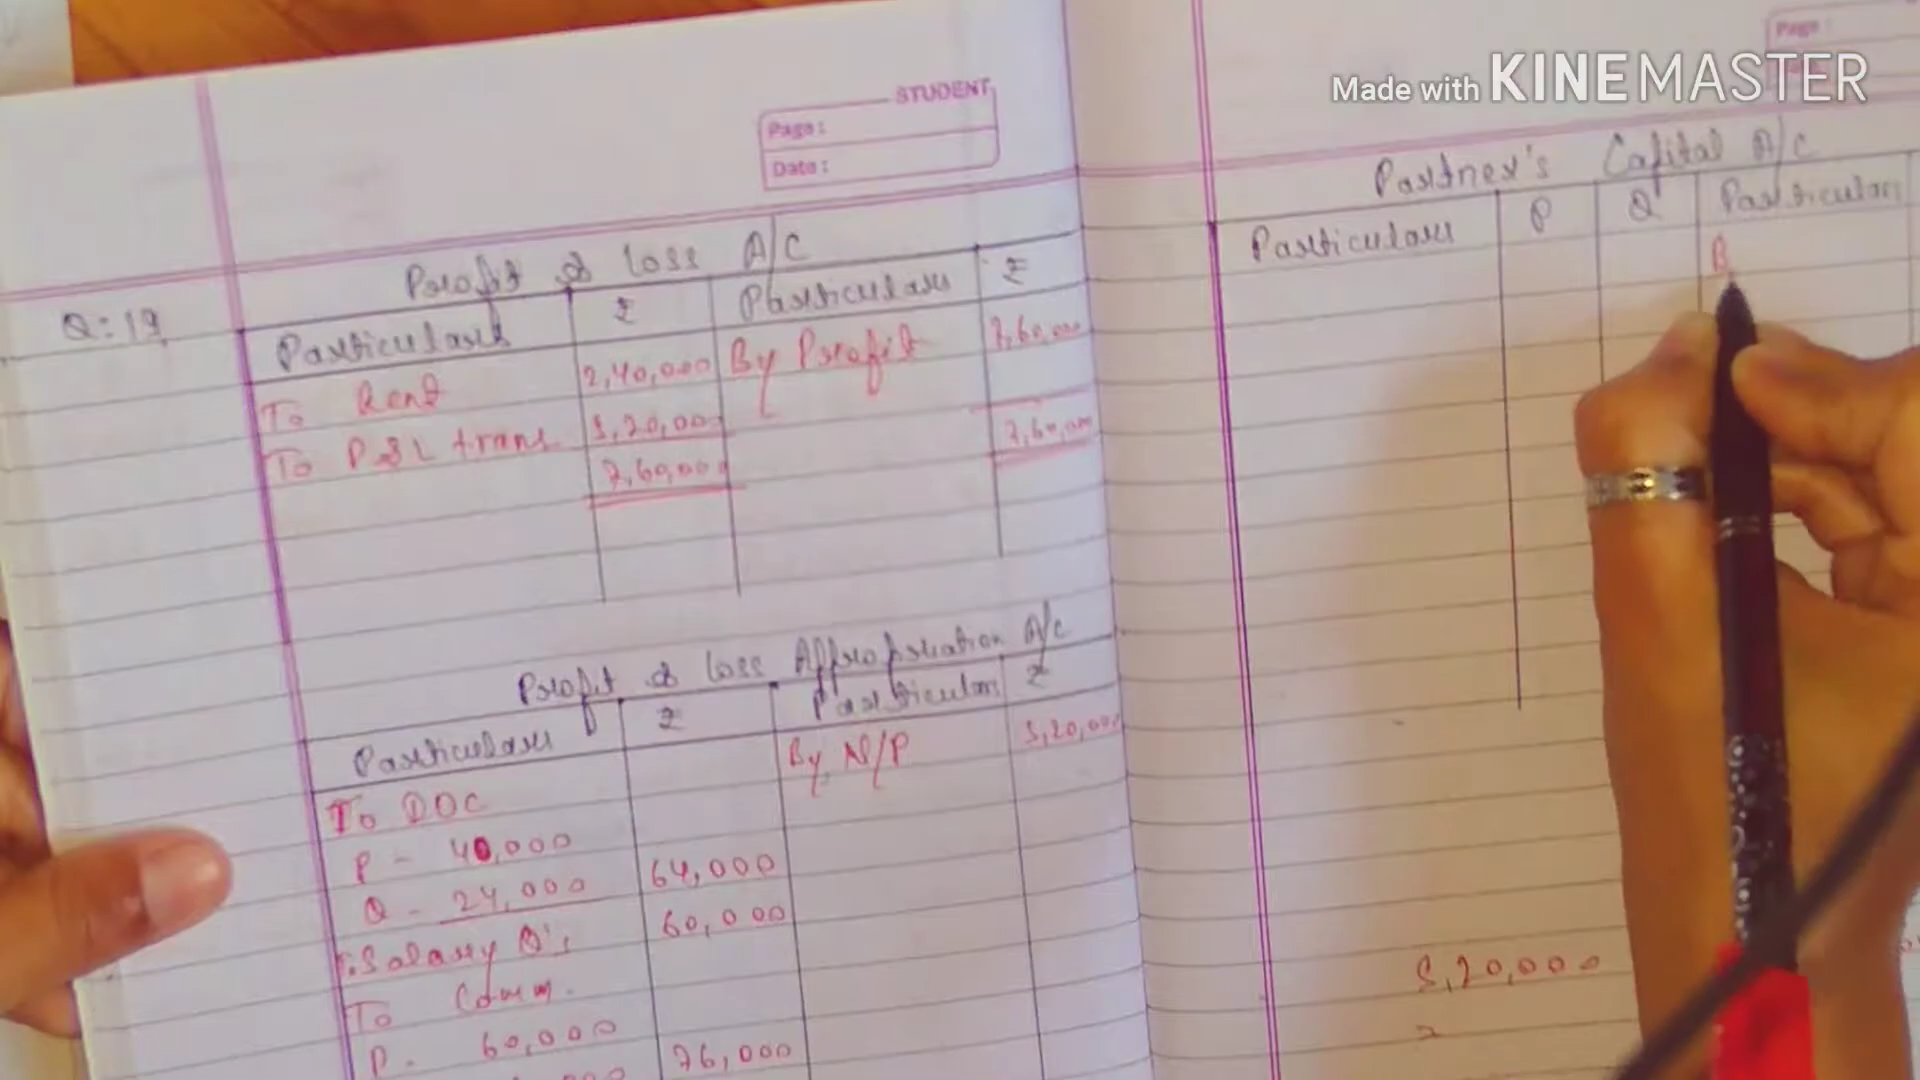 Made with KINEMASTER
STUDENT
Page :
Date :
Page :
Q:19
Profit & loss A/C
Particulars ₹ Particulars ₹
To Rent 2,40,000 By Profit 7,60,000
To P&L trans. 5,20,000
7,60,000 7,60,000
Profit & loss Appropriation A/c
Particulars ₹ Particulars ₹
To IOC By N/P 5,20,000
P - 40,000
Q - 24,000 64,000
Salary Q's 60,000
To Comm.
P - 60,000
76,000
Partner's Capital A/C
Particulars P Q Particulars
B
5,20,000